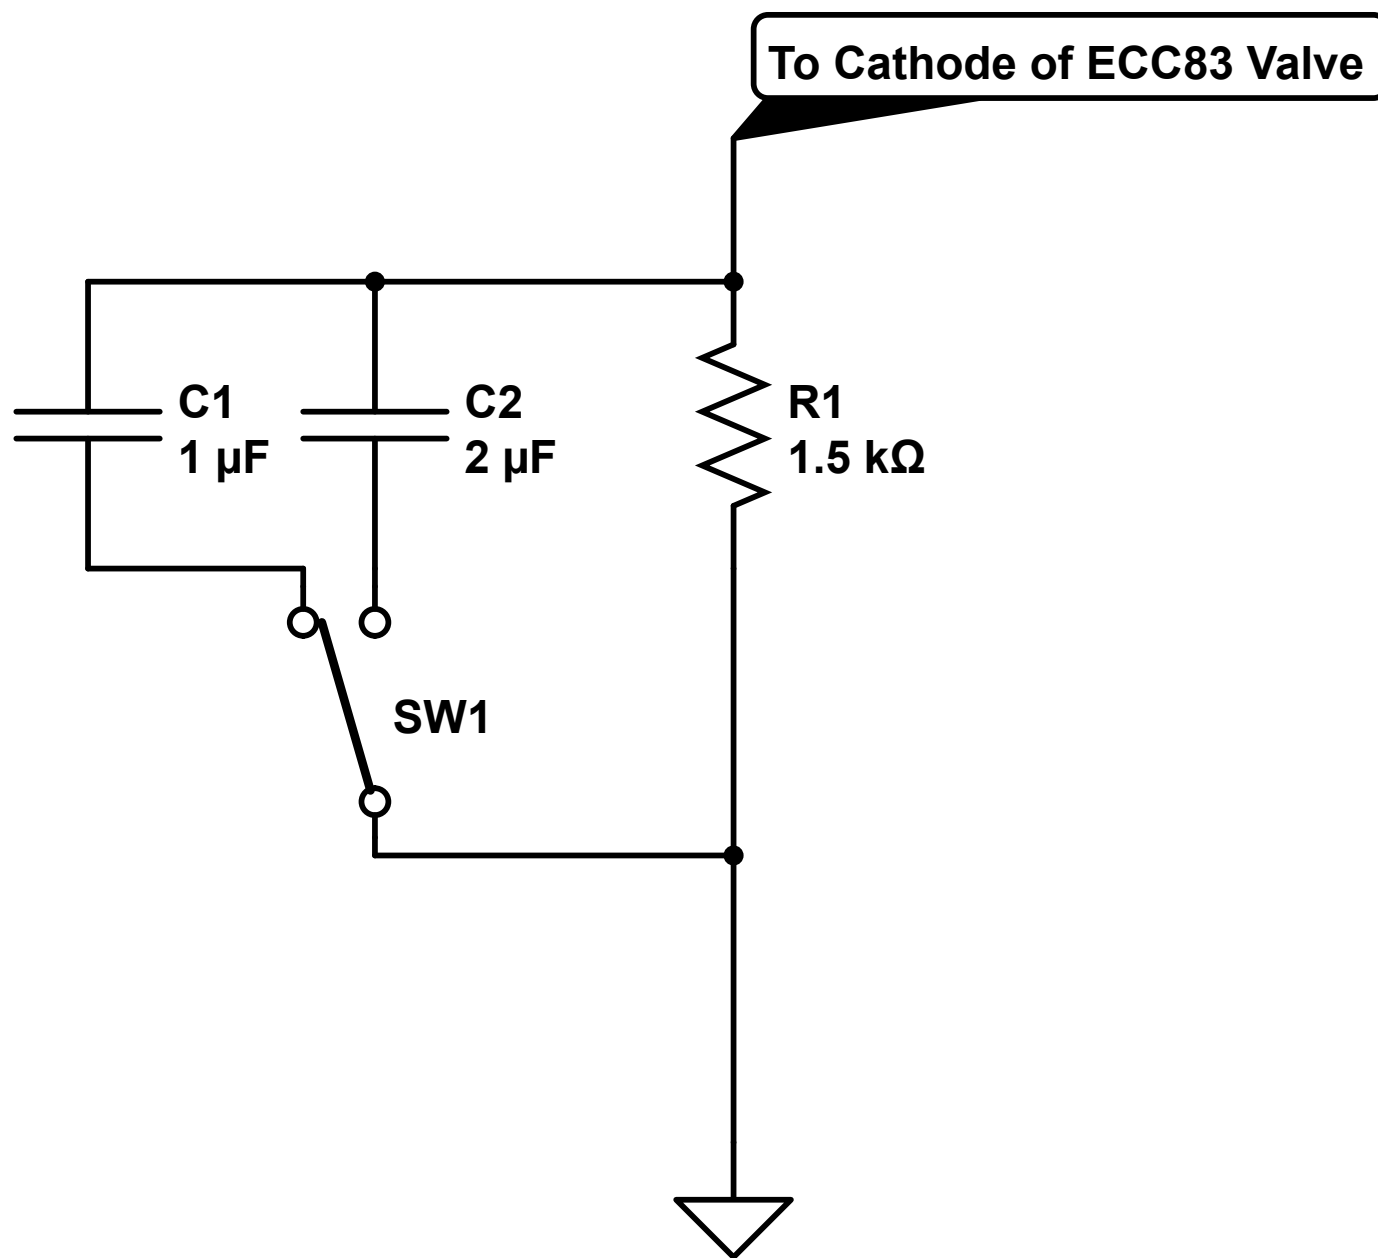 To Cathode of ECC83 Valve
C1
1 µF
C2
2 µF
R1
1.5 kΩ
SW1